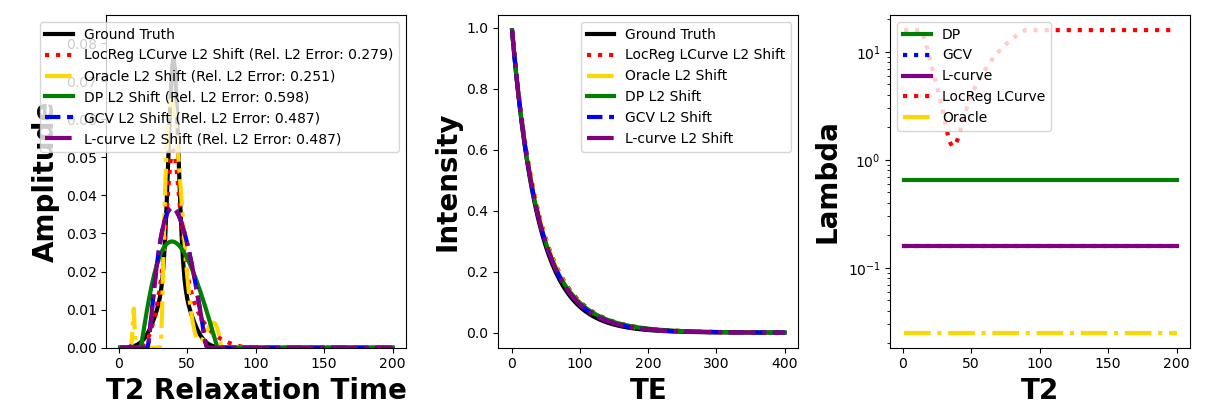 Ground Truth
LocReg LCurve L2 Shift (Rel. L2 Error: 0.279)
Oracle L2 Shift (Rel. L2 Error: 0.251)
DP L2 Shift (Rel. L2 Error: 0.598)
GCV L2 Shift (Rel. L2 Error: 0.487)
L-curve L2 Shift (Rel. L2 Error: 0.487)
Amplitude
0.08
0.07
0.06
0.05
0.04
0.03
0.02
0.01
0.00
0
50
100
150
200
T2 Relaxation Time
Ground Truth
LocReg LCurve L2 Shift
Oracle L2 Shift
DP L2 Shift
GCV L2 Shift
L-curve L2 Shift
Intensity
1.0
0.8
0.6
0.4
0.2
0.0
0
100
200
300
400
TE
DP
GCV
L-curve
LocReg LCurve
Oracle
Lambda
10¹
10⁰
10⁻¹
0
50
100
150
200
T2